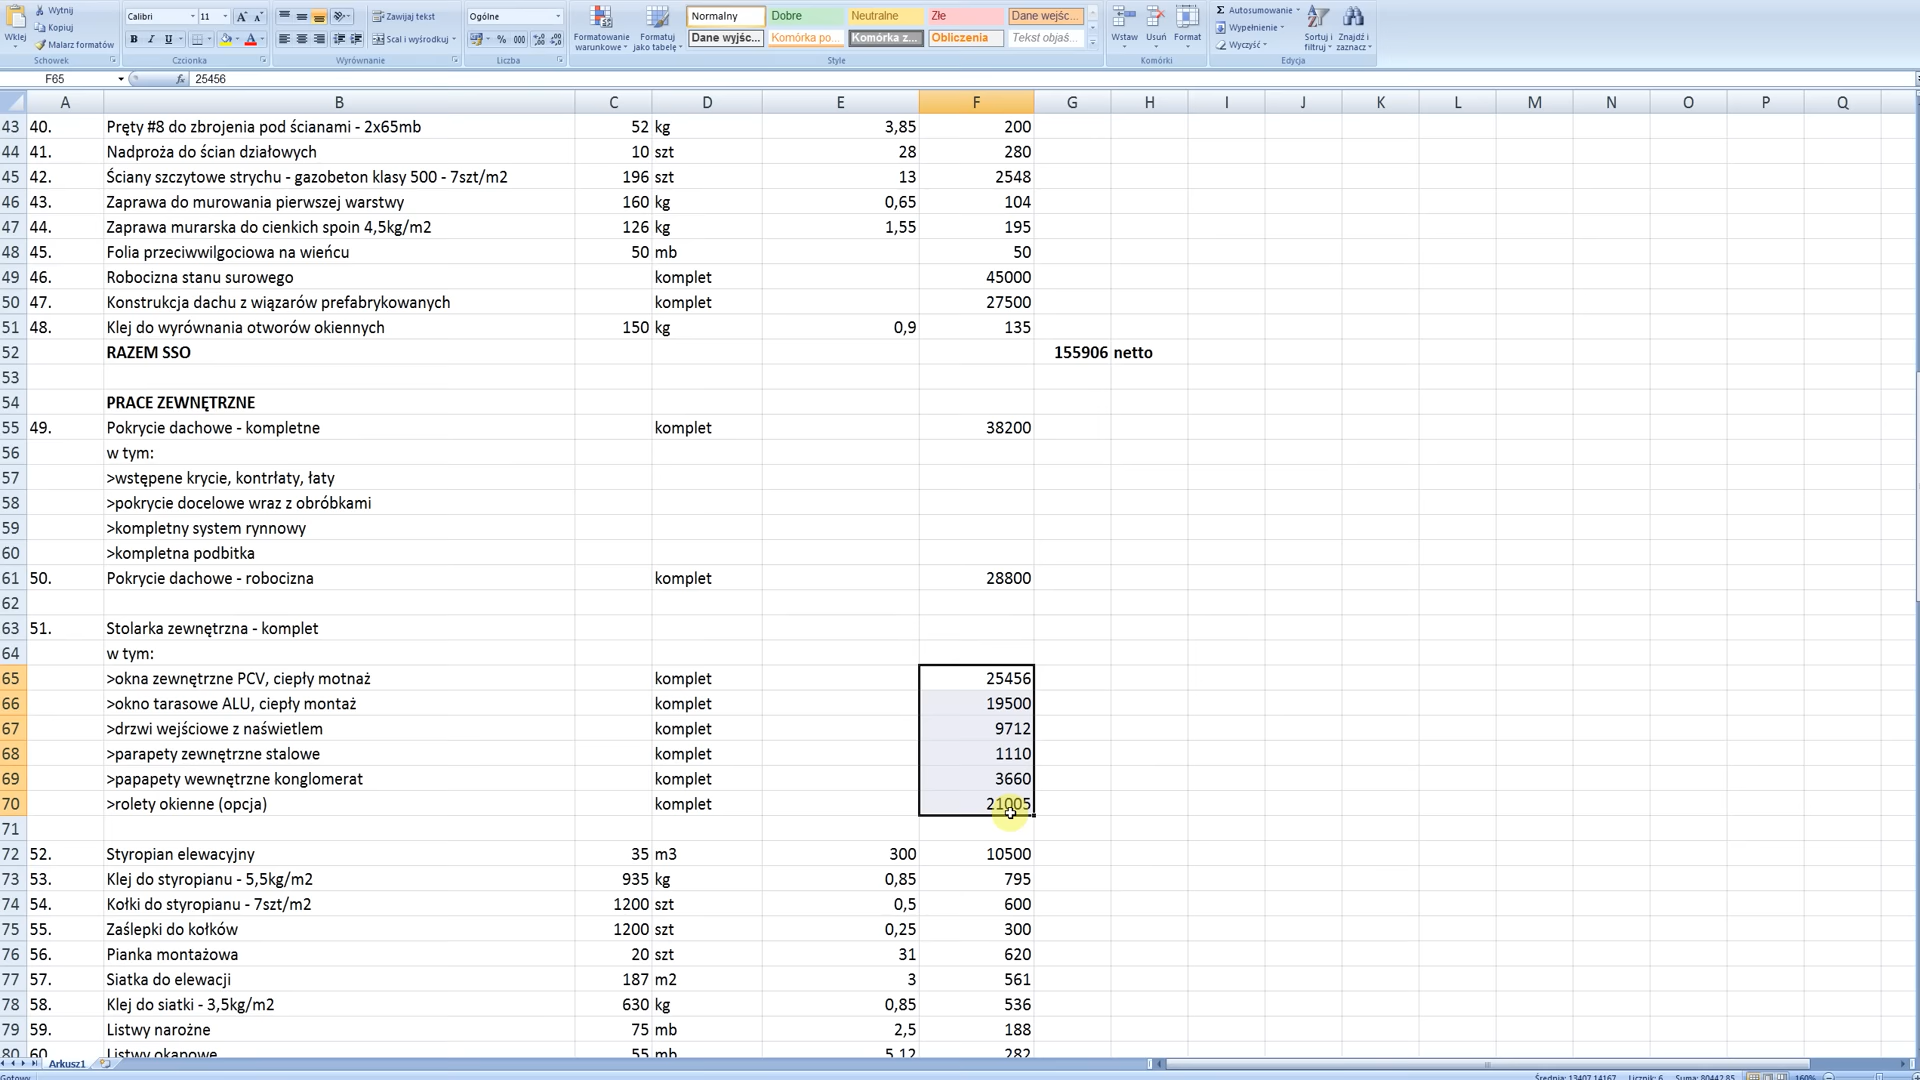 Wytnij
Kopiuj
Malarz formatów
Wklej
Schowek
Calibri
11
B I U
Czcionka
Zawijaj tekst
Scal i wyśrodkuj
Wyrównanie
Ogólne
% 000
Liczba
Formatowanie warunkowe
Formatuj jako tabelę
Normalny
Dobre
Neutralne
Złe
Dane wejśc...
Dane wyjśc...
Komórka po...
Komórka z...
Obliczenia
Tekst objaś...
Style
Wstaw
Usuń
Format
Komórki
Autosumowanie
Wypełnienie
Wyczyść
Sortuj i filtruj
Znajdź i zaznacz
Edycja
F65 fx 25456
A B C D E F G H I J K L M N O P Q
43 40. Pręty #8 do zbrojenia pod ścianami - 2x65mb 52 kg 3,85 200
44 41. Nadproża do ścian działowych 10 szt 28 280
45 42. Ściany szczytowe strychu - gazobeton klasy 500 - 7szt/m2 196 szt 13 2548
46 43. Zaprawa do murowania pierwszej warstwy 160 kg 0,65 104
47 44. Zaprawa murarska do cienkich spoin 4,5kg/m2 126 kg 1,55 195
48 45. Folia przeciwwilgociowa na wieńcu 50 mb 50
49 46. Robocizna stanu surowego komplet 45000
50 47. Konstrukcja dachu z wiązarów prefabrykowanych komplet 27500
51 48. Klej do wyrównania otworów okiennych 150 kg 0,9 135
52 RAZEM SSO 155906 netto
53
54 PRACE ZEWNĘTRZNE
55 49. Pokrycie dachowe - kompletne komplet 38200
56 w tym:
57 >wstępene krycie, kontrłaty, łaty
58 >pokrycie docelowe wraz z obróbkami
59 >kompletny system rynnowy
60 >kompletna podbitka
61 50. Pokrycie dachowe - robocizna komplet 28800
62
63 51. Stolarka zewnętrzna - komplet
64 w tym:
65 >okna zewnętrzne PCV, ciepły motnaż komplet 25456
66 >okno tarasowe ALU, ciepły montaż komplet 19500
67 >drzwi wejściowe z naświetlem komplet 9712
68 >parapety zewnętrzne stalowe komplet 1110
69 >papapety wewnętrzne konglomerat komplet 3660
70 >rolety okienne (opcja) komplet 21005
71
72 52. Styropian elewacyjny 35 m3 300 10500
73 53. Klej do styropianu - 5,5kg/m2 935 kg 0,85 795
74 54. Kołki do styropianu - 7szt/m2 1200 szt 0,5 600
75 55. Zaślepki do kołków 1200 szt 0,25 300
76 56. Pianka montażowa 20 szt 31 620
77 57. Siatka do elewacji 187 m2 3 561
78 58. Klej do siatki - 3,5kg/m2 630 kg 0,85 536
79 59. Listwy narożne 75 mb 2,5 188
80 60. Listwy okapowe 55 mb 5,12 282
Arkusz1
Gotowy Średnia: 13407,14167 Licznik: 6 Suma: 80442,85 160%